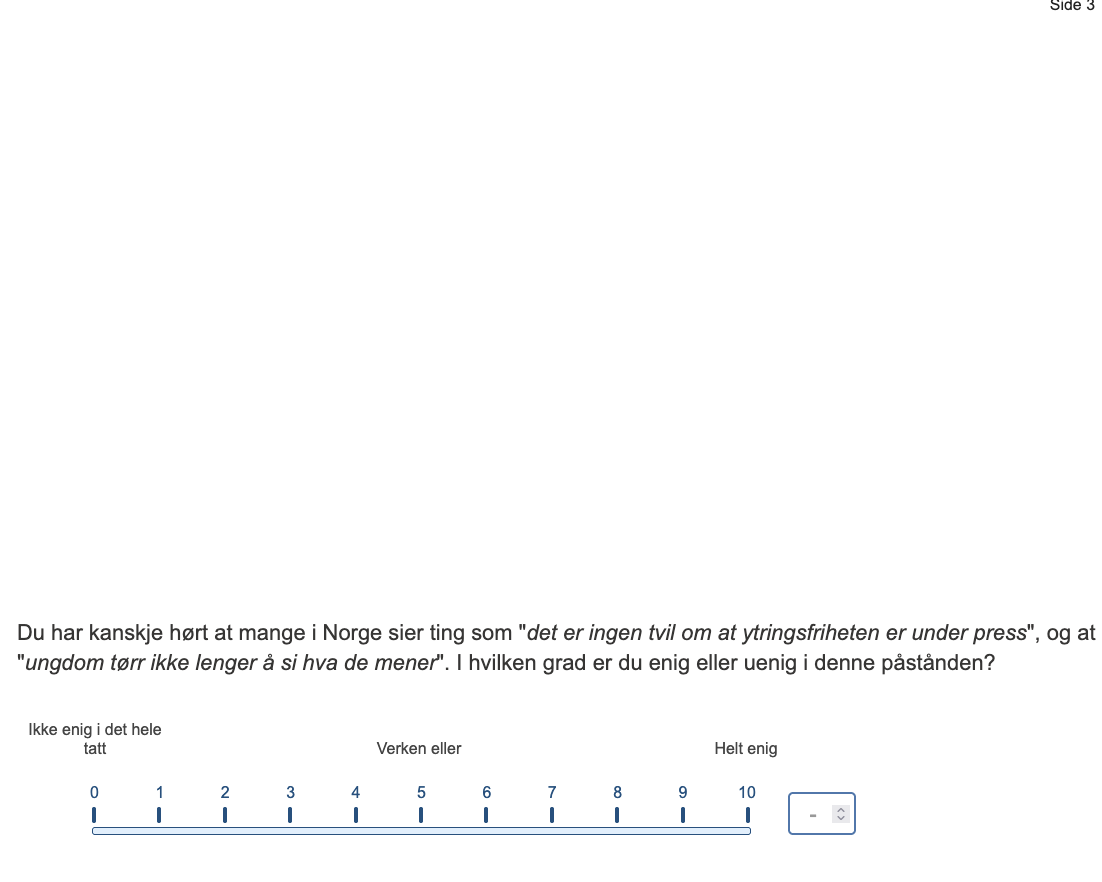 Side 3
Du har kanskje hørt at mange i Norge sier ting som "det er ingen tvil om at ytringsfriheten er under press", og at
"ungdom tørr ikke lenger å si hva de mener". I hvilken grad er du enig eller uenig i denne påstånden?
Ikke enig i det hele
tatt
Verken eller
Helt enig
0 1 2 3 4 5 6 7 8 9 10
-